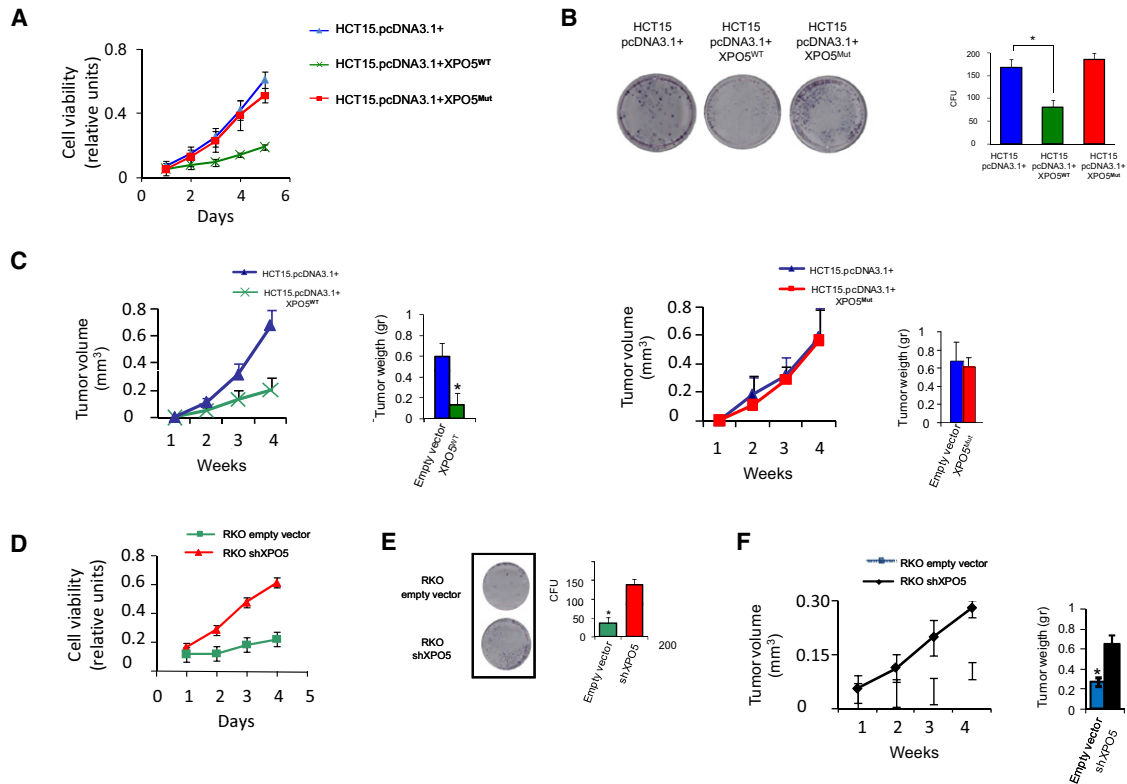 A
HCT15.pcDNA3.1+
HCT15.pcDNA3.1+XPO5WT
HCT15.pcDNA3.1+XPO5Mut
Cell viability
(relative units)
0.8
0.4
0
0 2 4 6
Days
B
HCT15
pcDNA3.1+
HCT15
pcDNA3.1+
XPO5WT
HCT15
pcDNA3.1+
XPO5Mut
*
CFU
200
150
100
50
0
HCT15
pcDNA3.1+
HCT15
pcDNA3.1+
XPO5WT
HCT15
pcDNA3.1+
XPO5Mut
C
HCT15.pcDNA3.1+
HCT15.pcDNA3.1+
XPO5WT
Tumor volume
(mm3)
0.8
0.6
0.4
0.2
0
1 2 3 4
Weeks
Tumor weigth (gr)
1
0.8
0.6
0.4
0.2
0
*
Empty vector
XPO5WT
HCT15.pcDNA3.1+
HCT15.pcDNA3.1+
XPO5Mut
Tumor volume
(mm3)
0.8
0.6
0.4
0.2
0
1 2 3 4
Weeks
Tumor weigth (gr)
1
0.8
0.6
0.4
0.2
0
Empty vector
XPO5Mut
D
RKO empty vector
RKO shXPO5
Cell viability
(relative units)
0.8
0.6
0.4
0.2
0
0 1 2 3 4 5
Days
E
RKO
empty vector
RKO
shXPO5
CFU
150
100
50
0
*
200
Empty vector
shXPO5
F
RKO empty vector
RKO shXPO5
Tumor volume
(mm3)
0.30
0.15
0
1 2 3 4
Weeks
Tumor weigth (gr)
1
0.8
0.6
0.4
0.2
0
*
Empty vector
shXPO5